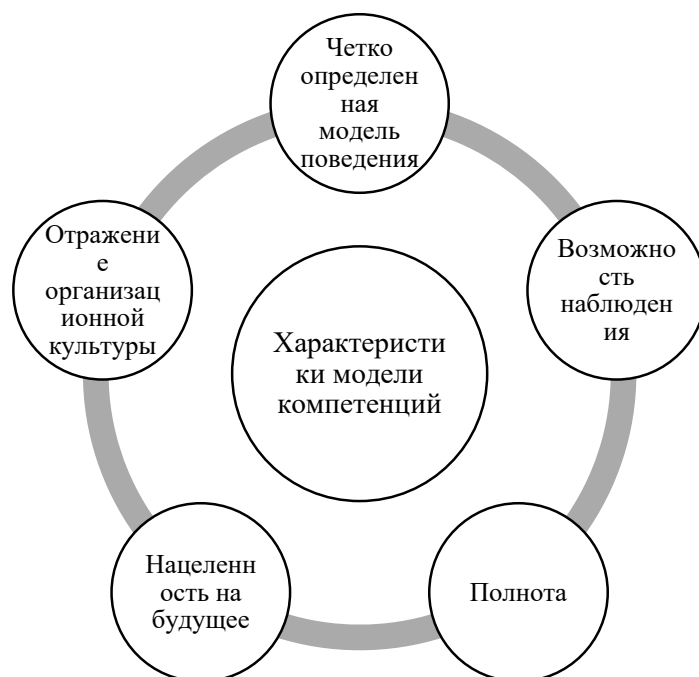 Четко
определен
ная
модель
поведения
Возможно
сть
наблюден
ия
Полнота
Нацеленн
ость на
будущее
Отражени
е
организац
ионной
культуры
Характеристи
ки модели
компетенций